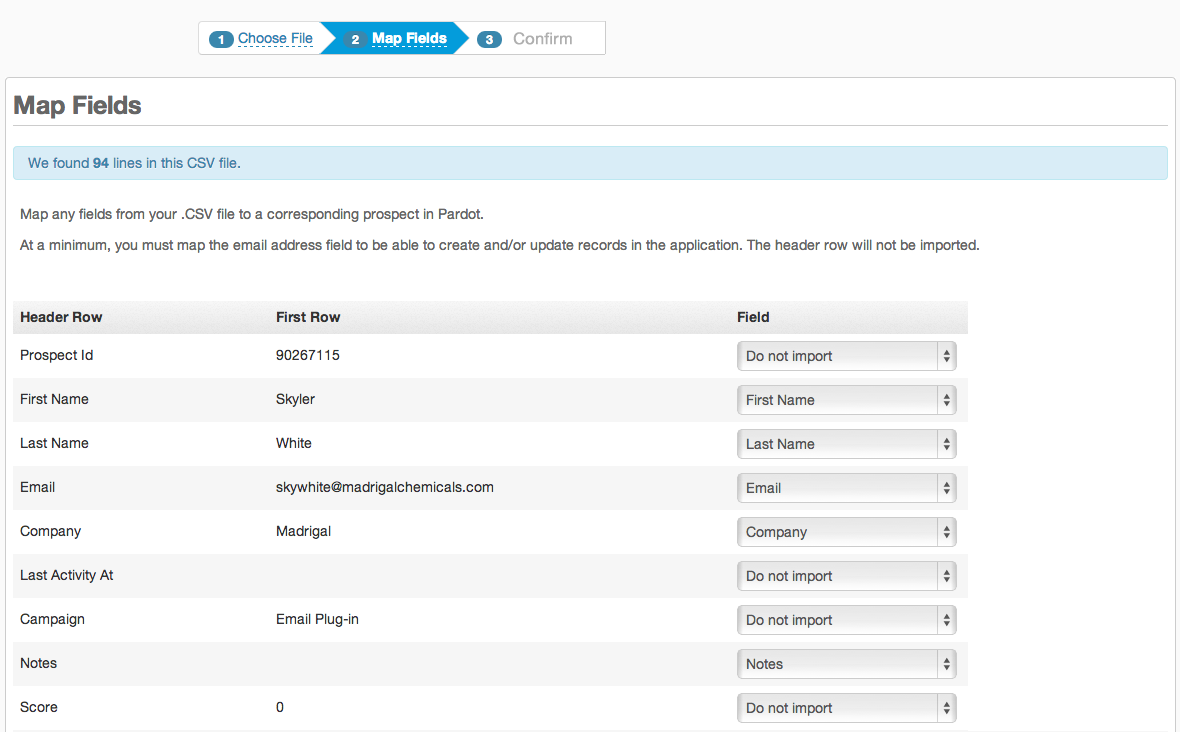 1 Choose File 2 Map Fields 3 Confirm
Map Fields
We found 94 lines in this CSV file.
Map any fields from your .CSV file to a corresponding prospect in Pardot.
At a minimum, you must map the email address field to be able to create and/or update records in the application. The header row will not be imported.
Header Row First Row Field
Prospect Id 90267115 Do not import
First Name Skyler First Name
Last Name White Last Name
Email skywhite@madrigalchemicals.com Email
Company Madrigal Company
Last Activity At Do not import
Campaign Email Plug-in Do not import
Notes Notes
Score 0 Do not import